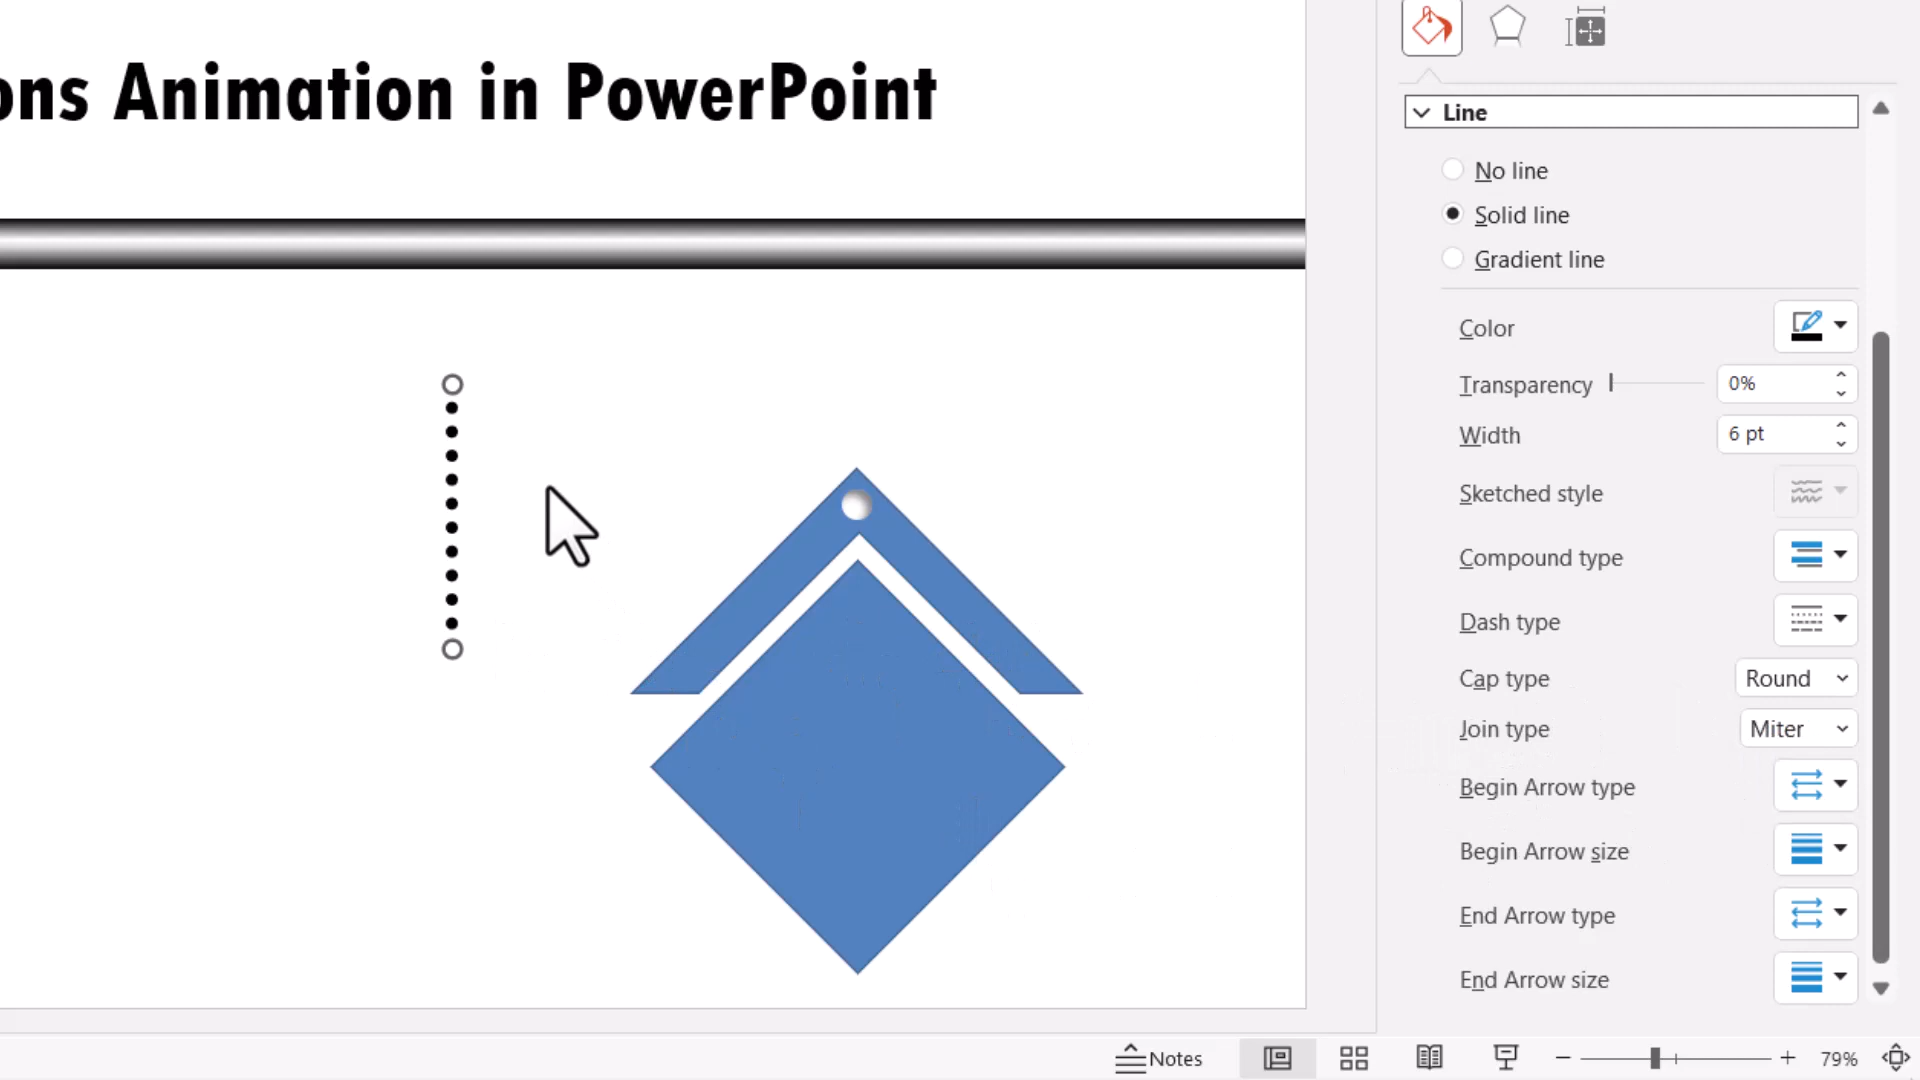 ons Animation in PowerPoint
Line
No line
Solid line
Gradient line
Color
Transparency 0%
Width 6 pt
Sketched style
Compound type
Dash type
Cap type Round
Join type Miter
Begin Arrow type
Begin Arrow size
End Arrow type
End Arrow size
Notes 79%